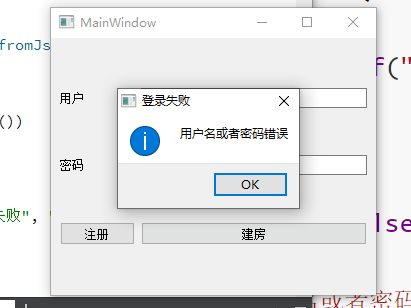 MainWindow
fromJs
f("
用户
登录失败
用户名或者密码错误
())
密码
OK
失败",
lse
注册
建房
或者密码